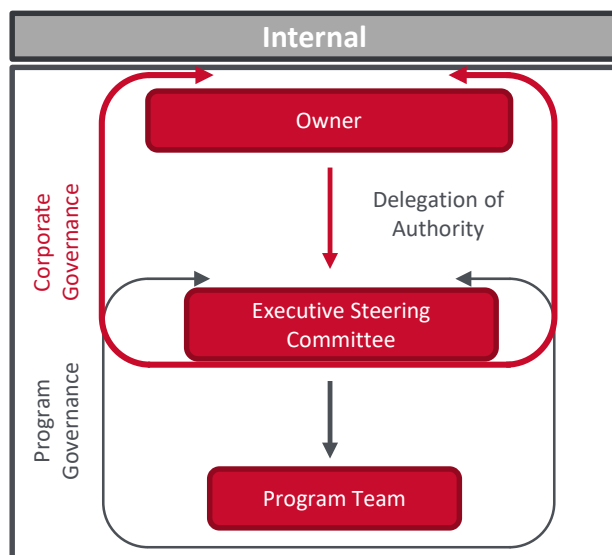 Internal
Owner
Corporate
Governance
Delegation of
Authority
Executive Steering
Committee
Program
Governance
Program Team